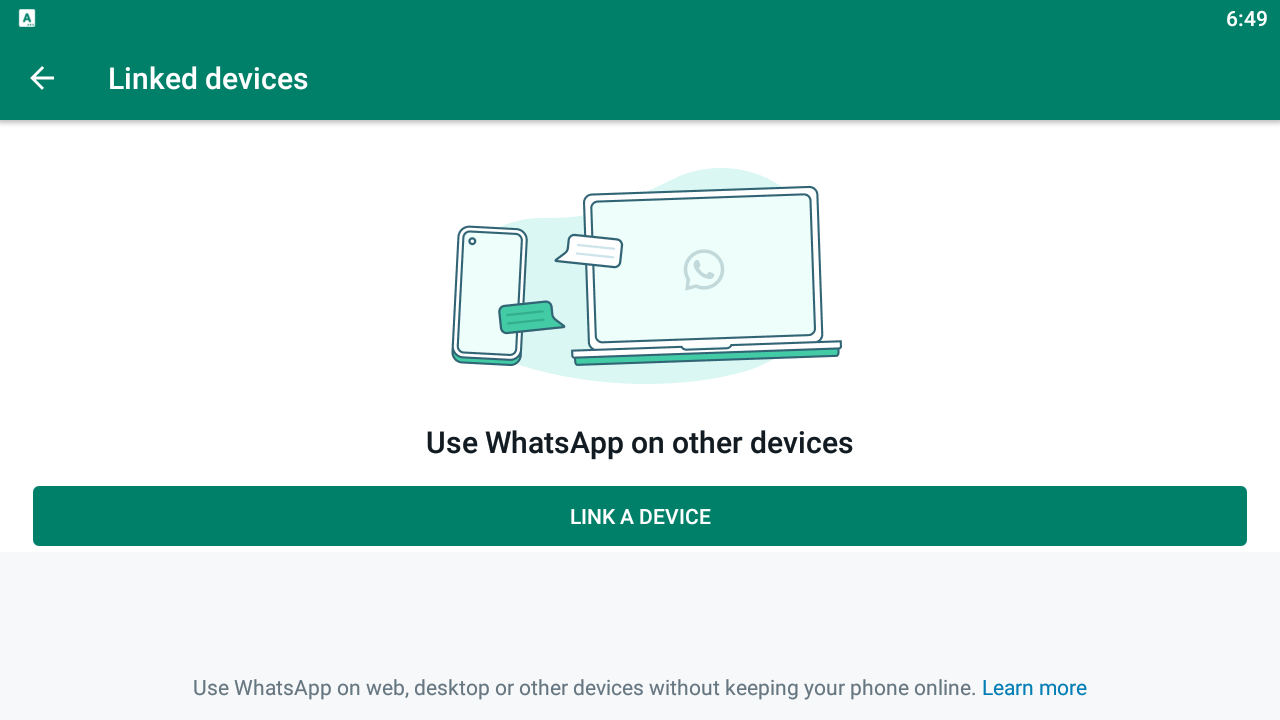 6:49
Linked devices
Use WhatsApp on other devices
LINK A DEVICE
Use WhatsApp on web, desktop or other devices without keeping your phone online. Learn more